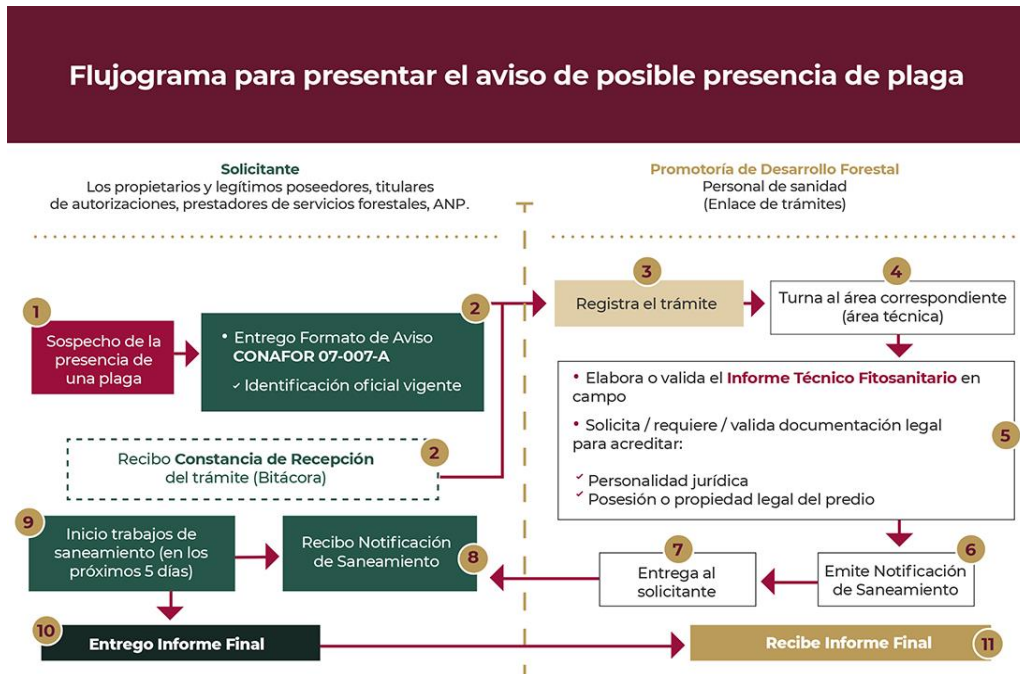 Flujograma para presentar el aviso de posible presencia de plaga
Solicitante
Los propietarios y legítimos poseedores, titulares
de autorizaciones, prestadores de servicios forestales, ANP.
Promotoría de Desarrollo Forestal
Personal de sanidad
(Enlace de trámites)
1
Sospecho de la
presencia de
una plaga
2
• Entrego Formato de Aviso
CONAFOR 07-007-A
✓ Identificación oficial vigente
2
Recibo Constancia de Recepción
del trámite (Bitácora)
3
Registra el trámite
4
Turna al área correspondiente
(área técnica)
5
• Elabora o valida el Informe Técnico Fitosanitario en
campo
• Solicita / requiere / valida documentación legal
para acreditar:
✓ Personalidad jurídica
✓ Posesión o propiedad legal del predio
6
Emite Notificación
de Saneamiento
7
Entrega al
solicitante
8
Recibo Notificación
de Saneamiento
9
Inicio trabajos de
saneamiento (en los
próximos 5 días)
10
Entrego Informe Final
Recibe Informe Final
11